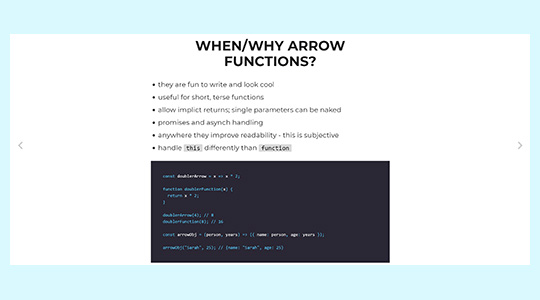 WHEN/WHY ARROW
FUNCTIONS?
• they are fun to write and look cool
• useful for short, terse functions
• allow implict returns; single parameters can be naked
• promises and asynch handling
• anywhere they improve readability - this is subjective
• handle this differently than function
const doublerArrow = x => x * 2;
function doublerFunction(x) {
return x * 2;
}
doublerArrow(4); // 8
doublerFunction(8); // 16
const arrowObj = (person, years) => ({ name: person, age: years });
arrowObj("Sarah", 25); // {name: "Sarah", age: 25}